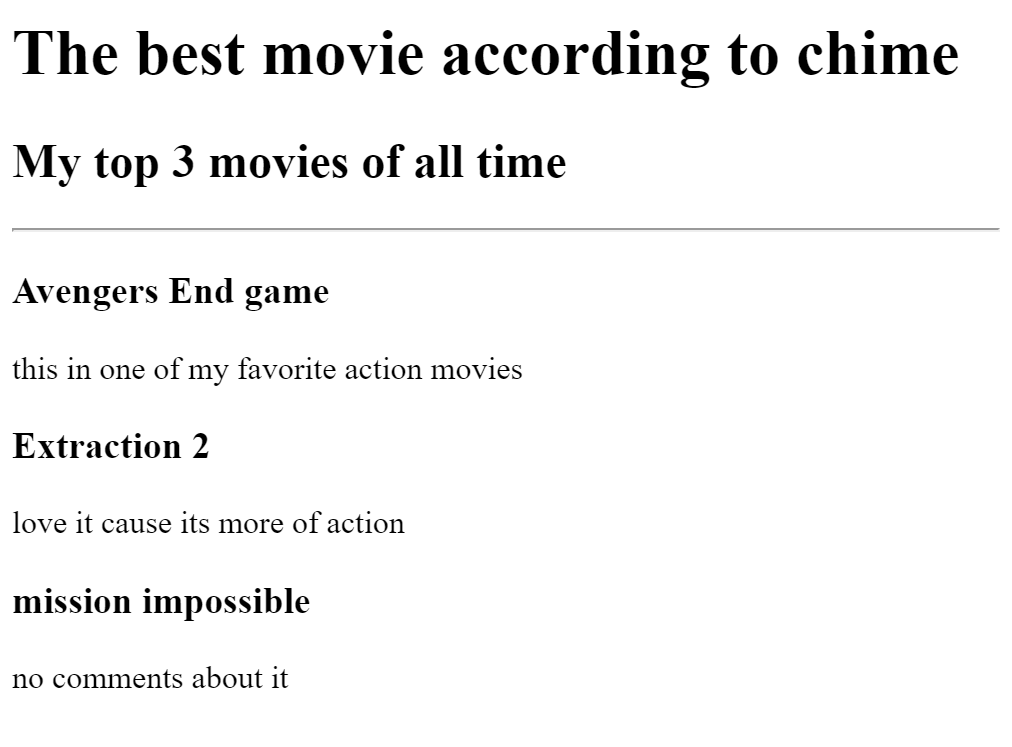 The best movie according to chime
My top 3 movies of all time
Avengers End game
this in one of my favorite action movies
Extraction 2
love it cause its more of action
mission impossible
no comments about it